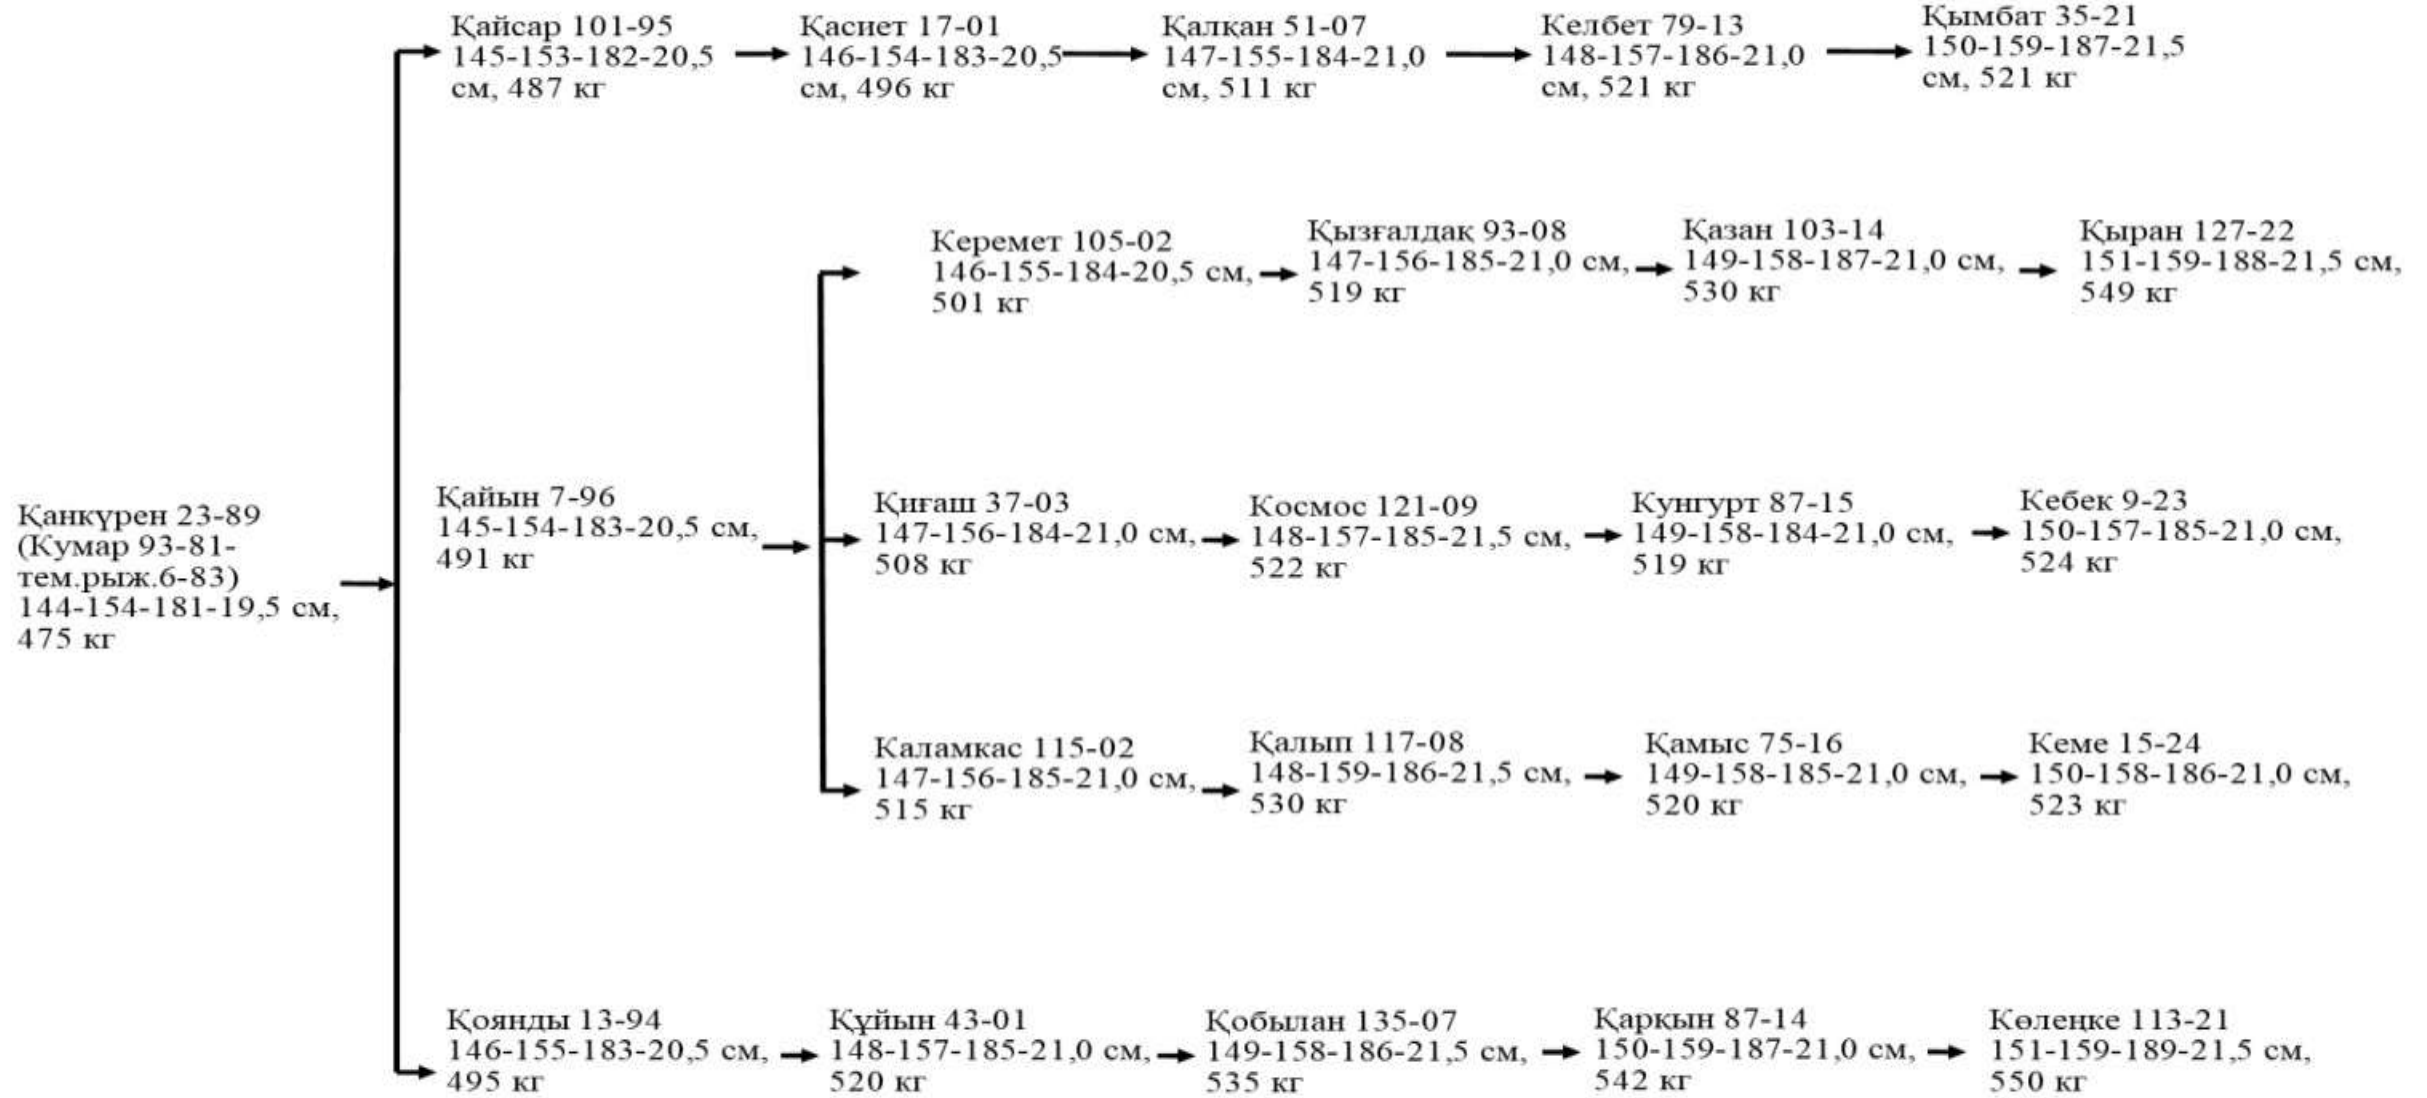 Қайсар 101-95
145-153-182-20,5
см, 487 кг
Қасиет 17-01
146-154-183-20,5
см, 496 кг
Қалқан 51-07
147-155-184-21,0
см, 511 кг
Келбет 79-13
148-157-186-21,0
см, 521 кг
Қымбат 35-21
150-159-187-21,5
см, 521 кг
Керемет 105-02
146-155-184-20,5 см,
501 кг
Қызғалдақ 93-08
147-156-185-21,0 см,
519 кг
Қазан 103-14
149-158-187-21,0 см,
530 кг
Қыран 127-22
151-159-188-21,5 см,
549 кг
Қанкүрен 23-89
(Кумар 93-81-
тем.рыж.6-83)
144-154-181-19,5 см,
475 кг
Қайын 7-96
145-154-183-20,5 см,
491 кг
Қиғаш 37-03
147-156-184-21,0 см,
508 кг
Космос 121-09
148-157-185-21,5 см,
522 кг
Кунгурт 87-15
149-158-184-21,0 см,
519 кг
Кебек 9-23
150-157-185-21,0 см,
524 кг
Каламкас 115-02
147-156-185-21,0 см,
515 кг
Қалып 117-08
148-159-186-21,5 см,
530 кг
Қамыс 75-16
149-158-185-21,0 см,
520 кг
Кеме 15-24
150-158-186-21,0 см,
523 кг
Қоянды 13-94
146-155-183-20,5 см,
495 кг
Құйын 43-01
148-157-185-21,0 см,
520 кг
Қобылан 135-07
149-158-186-21,5 см,
535 кг
Қарқын 87-14
150-159-187-21,0 см,
542 кг
Көлеңке 113-21
151-159-189-21,5 см,
550 кг